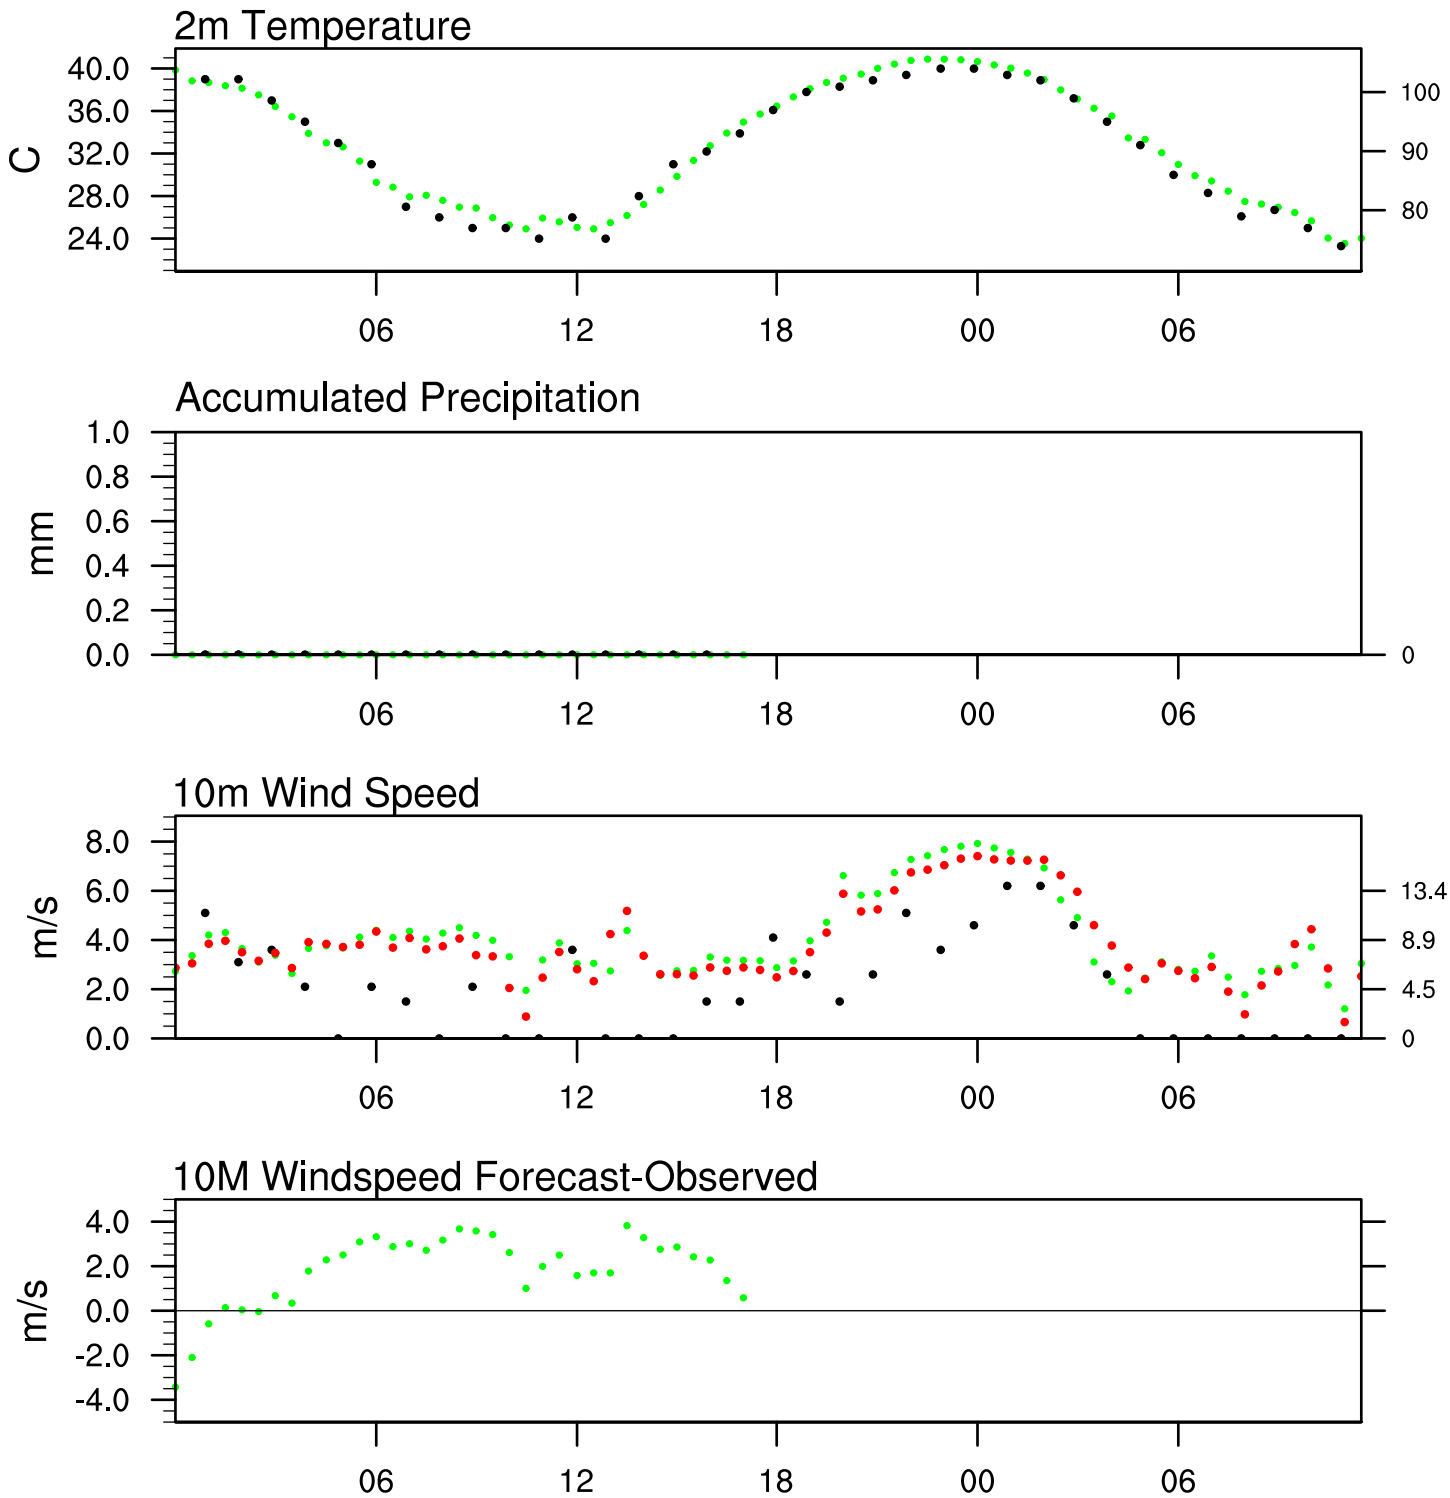 2m Temperature
40.0
36.0
32.0
28.0
24.0
C
100
90
80
06 12 18 00 06
Accumulated Precipitation
1.0
0.8
0.6
0.4
0.2
0.0
mm
0
06 12 18 00 06
10m Wind Speed
8.0
6.0
4.0
2.0
0.0
m/s
13.4
8.9
4.5
0
06 12 18 00 06
10M Windspeed Forecast-Observed
4.0
2.0
0.0
-2.0
-4.0
m/s
06 12 18 00 06